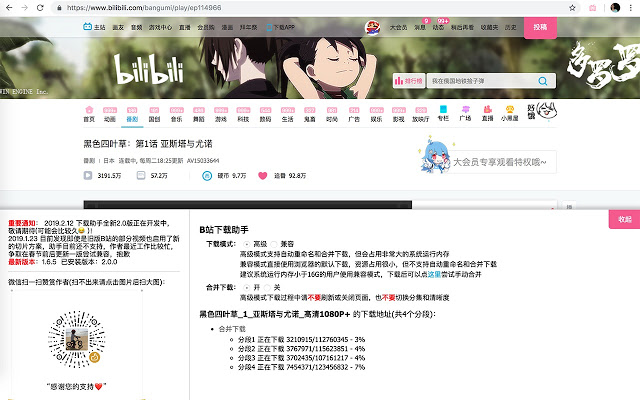 https://www.bilibili.com/bangumi/play/ep114966
主站 画友 音频 游戏中心 直播 会员购 漫画 拜年祭 下载APP
大会员 消息 动态 稍后再看 收藏夹 历史 投稿
9 99+
bilibili
WIN ENGINE Inc.
排行榜 我在俄国地铁捡子弹
首页 动画 番剧 国创 音乐 舞蹈 游戏 科技 数码 生活 鬼畜 时尚 广告 娱乐 影视 放映厅 专栏 广场 直播 小黑屋
黑色四叶草：第1话 亚斯塔与尤诺
番剧 | 日本 连载中, 每周二18:25更新 AV15033644
大会员专享观看特权哦~
3191.5万 57.2万 硬币 9.7万 追番 92.8万
收起
重要通知： 2019.2.12 下载助手全新2.0版正在开发中，
敬请期待(可能会比较久 )!
2019.1.23 目前发现即使是旧版B站的部分视频也启用了新
的切片方案，助手目前还不支持，作者最近工作比较忙，
争取在春节前后更新一版尝试兼容，抱歉
最新版本：1.6.5 已安装版本：2.0.0
微信扫一扫赞赏作者(扫不出来请点击图片后扫大图)：
“感谢您的支持❤️”
B站下载助手
下载模式： 高级 兼容
高级模式支持自动重命名和合并下载，但会占用非常大的系统运行内存
兼容模式直接使用浏览器的默认下载，资源占用很小，但不支持自动重命名和合并下载
建议系统运行内存小于16G的用户使用兼容模式，下载后可以点这里尝试手动合并
合并下载： 开 关
高级模式下载过程中请不要刷新或关闭页面，也不要切换分集和清晰度
黑色四叶草_1_亚斯塔与尤诺_高清1080P+ 的下载地址(共4个分段)：
合并下载
分段1 正在下载 3210915/112760345 - 3%
分段2 正在下载 3767971/115623851 - 4%
分段3 正在下载 3702435/107161217 - 4%
分段4 正在下载 7454371/123456832 - 7%